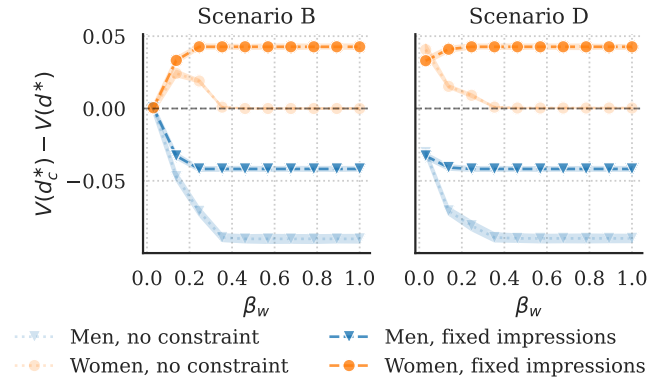 Scenario B
Scenario D
V(d*c) − V(d*)
0.05
0.00
−0.05
0.0 0.2 0.4 0.6 0.8 1.0
0.0 0.2 0.4 0.6 0.8 1.0
βw
βw
Men, no constraint
Men, fixed impressions
Women, no constraint
Women, fixed impressions